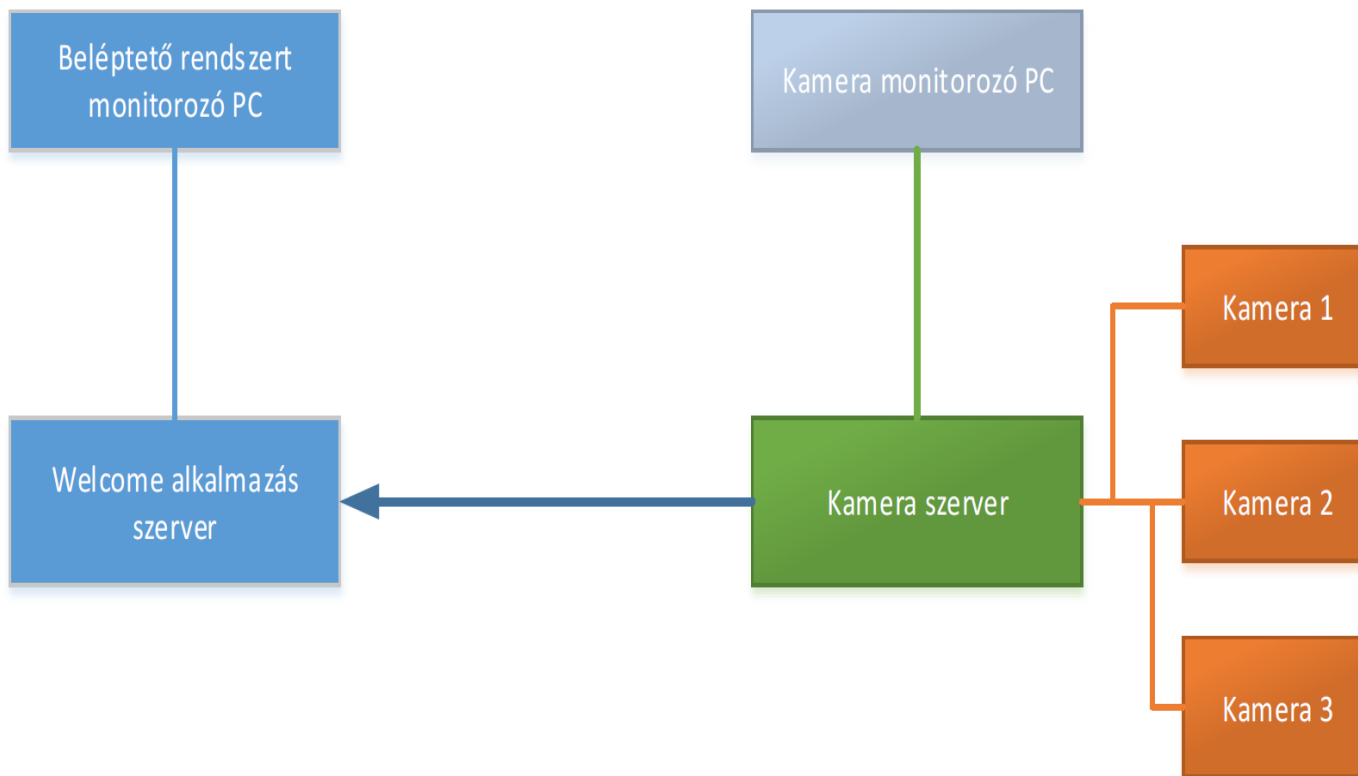 Beléptető rendszert
monitorozó PC
Kamera monitorozó PC
Kamera 1
Welcome alkalmazás
szerver
Kamera szerver
Kamera 2
Kamera 3